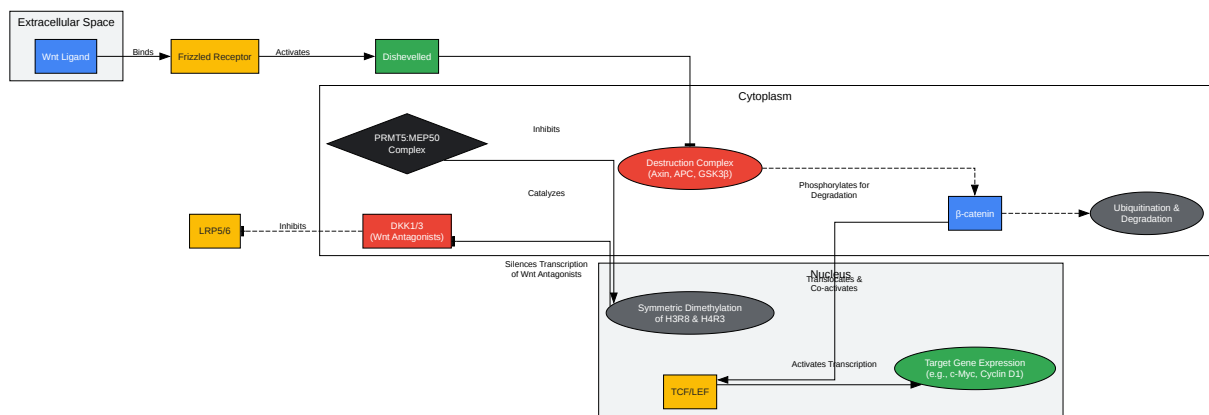 Extracellular Space
Wnt Ligand
Binds
Frizzled Receptor
Activates
Dishevelled
Cytoplasm
PRMT5:MEP50
Complex
Inhibits
Destruction Complex
(Axin, APC, GSK3β)
Catalyzes
Phosphorylates for
Degradation
β-catenin
Ubiquitination &
Degradation
LRP5/6
Inhibits
DKK1/3
(Wnt Antagonists)
Silences Transcription
of Wnt Antagonists
Nucleus
Translocates &
Co-activates
Symmetric Dimethylation
of H3R8 & H4R3
Activates Transcription
Target Gene Expression
(e.g., c-Myc, Cyclin D1)
TCF/LEF